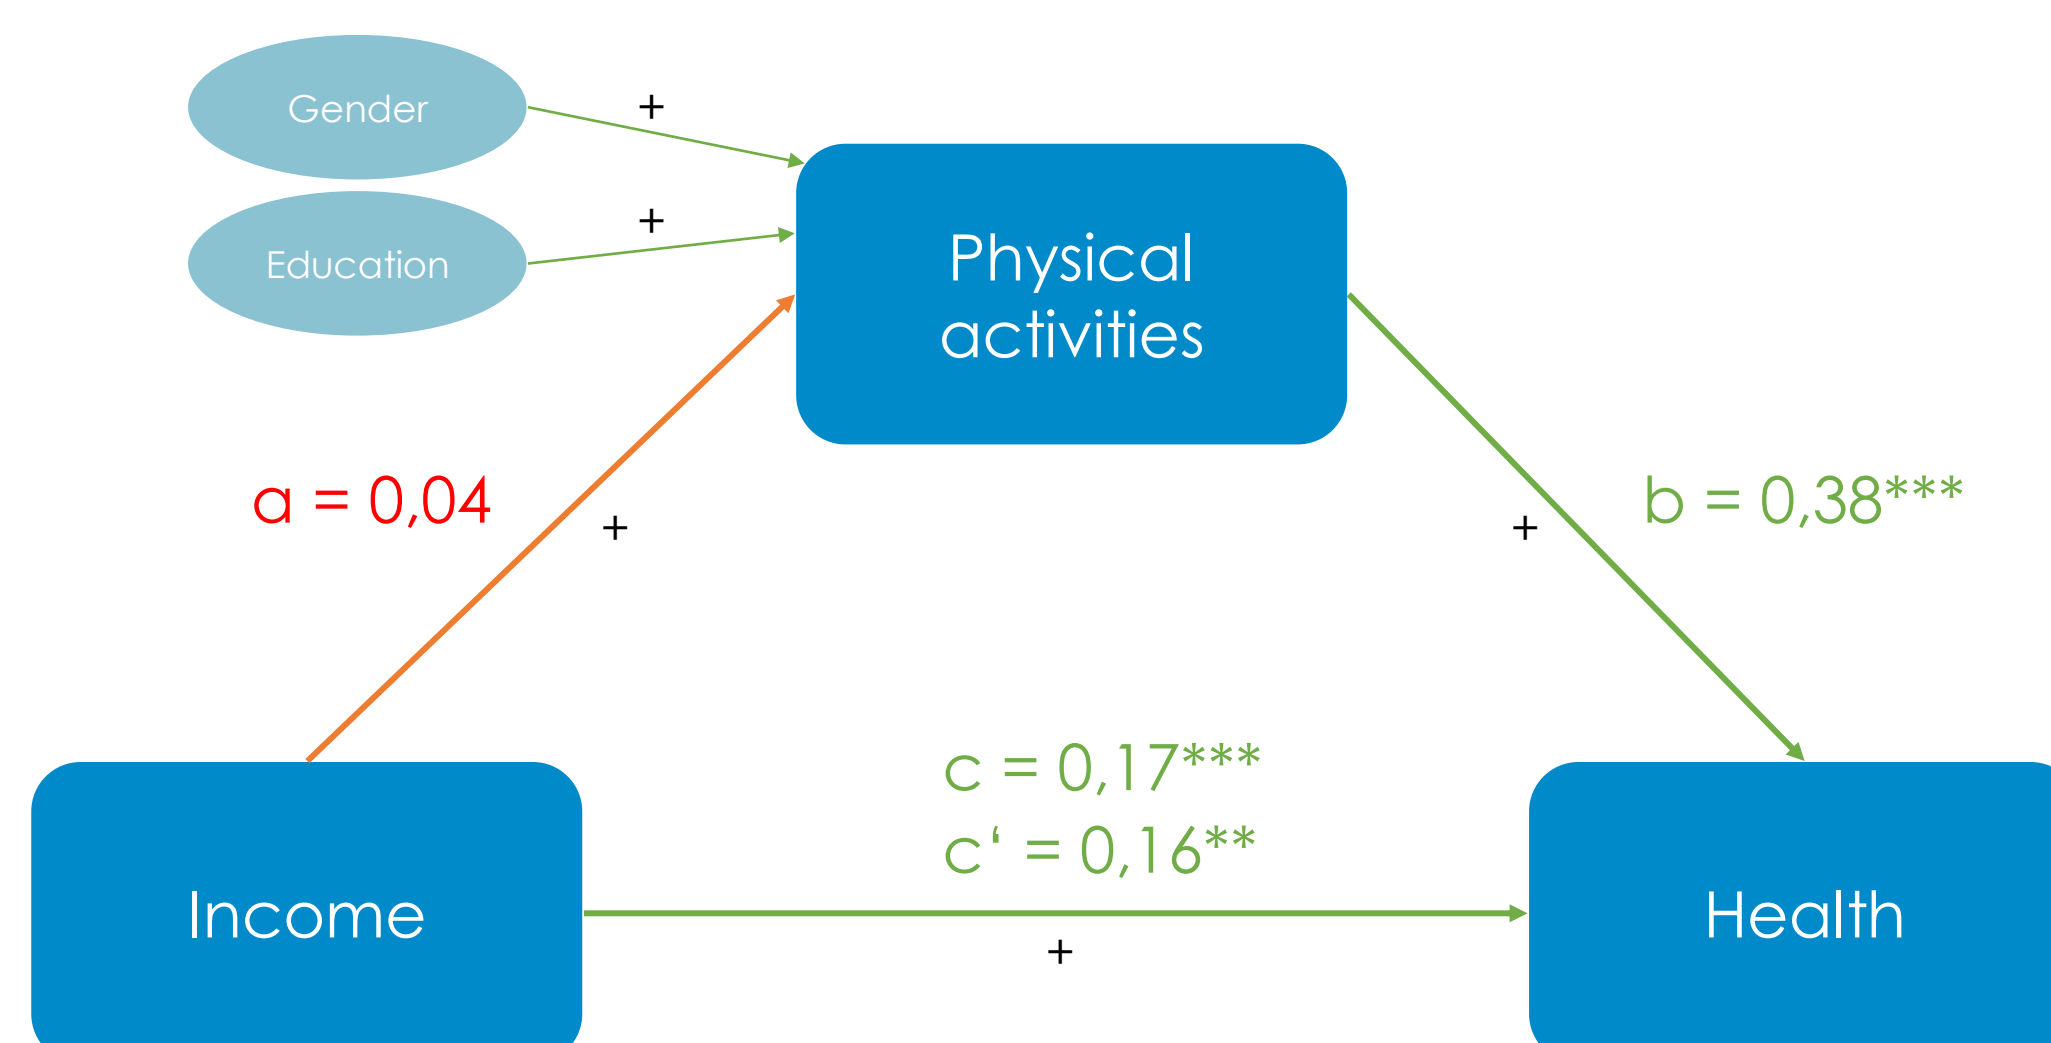 Gender
+
Education
+
Physical
activities
a = 0,04
+
+
b = 0,38***
c = 0,17***
c‘ = 0,16**
Income
+
Health